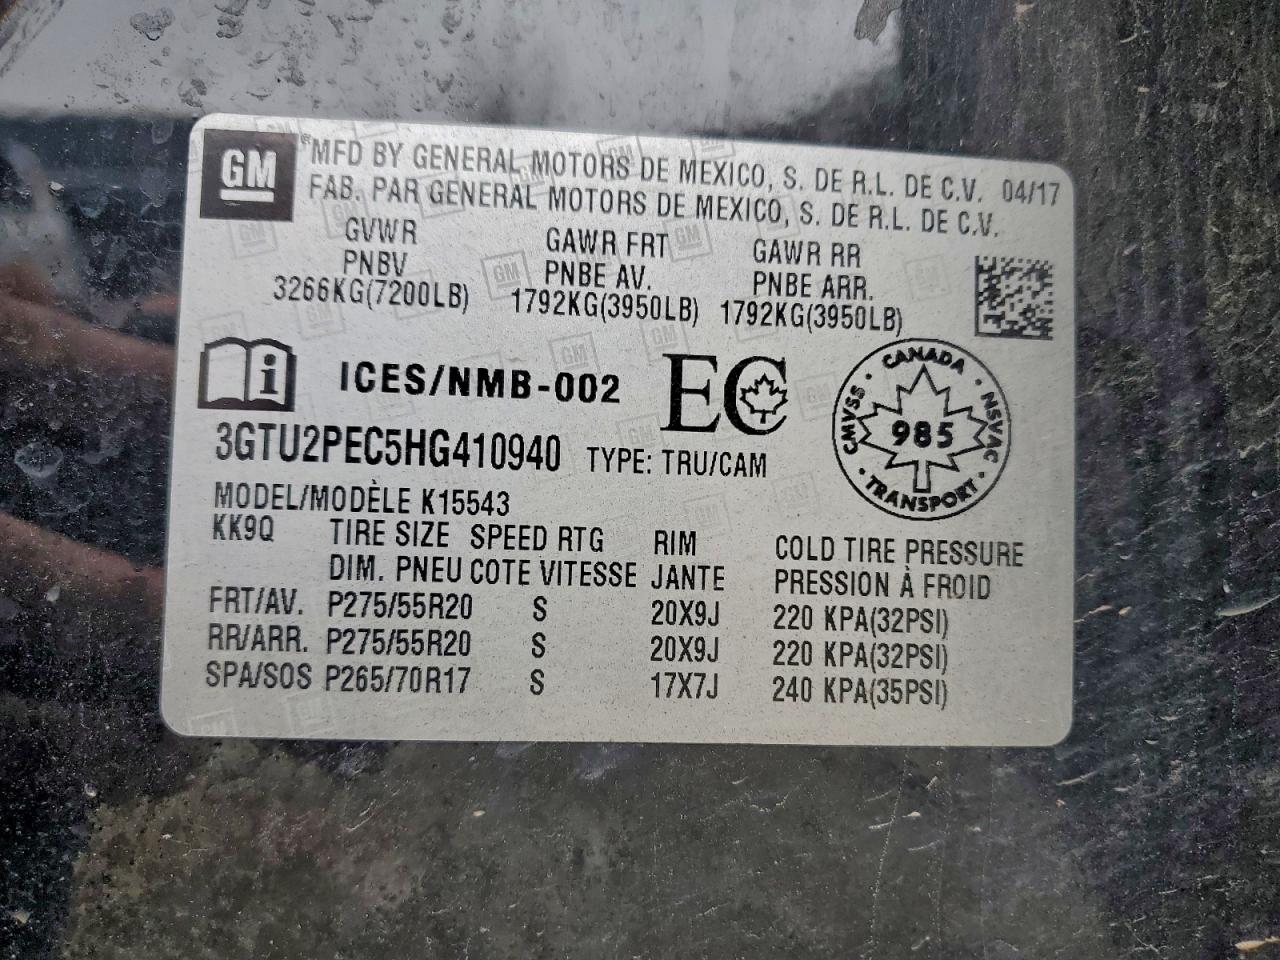 GM ®MFD BY GENERAL MOTORS DE MEXICO, S. DE R.L. DE C.V. 04/17
FAB. PAR GENERAL MOTORS DE MEXICO, S. DE R.L. DE C.V.
GVWR GAWR FRT GAWR RR
PNBV PNBE AV. PNBE ARR.
3266KG(7200LB) 1792KG(3950LB) 1792KG(3950LB)
i ICES/NMB-002 EC
CANADA
CMVSS • NSVAC
985
TRANSPORT
3GTU2PEC5HG410940 TYPE: TRU/CAM
MODEL/MODÈLE K15543
KK9Q TIRE SIZE SPEED RTG RIM COLD TIRE PRESSURE
DIM. PNEU COTE VITESSE JANTE PRESSION À FROID
FRT/AV. P275/55R20 S 20X9J 220 KPA(32PSI)
RR/ARR. P275/55R20 S 20X9J 220 KPA(32PSI)
SPA/SOS P265/70R17 S 17X7J 240 KPA(35PSI)